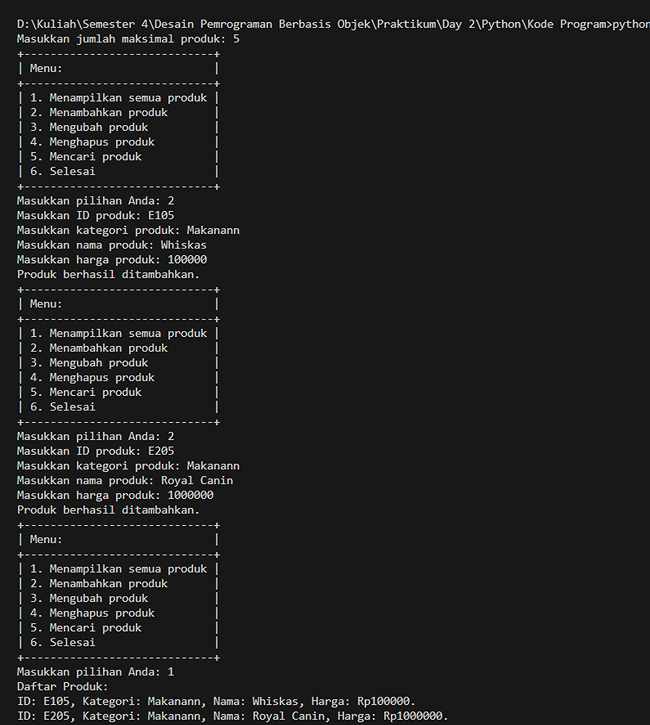 D:\Kuliah\Semester 4\Desain Pemrograman Berbasis Objek\Praktikum\Day 2\Python\Kode Program>python
Masukkan jumlah maksimal produk: 5
+-----------------------------+
| Menu:                       |
+-----------------------------+
| 1. Menampilkan semua produk |
| 2. Menambahkan produk       |
| 3. Mengubah produk          |
| 4. Menghapus produk         |
| 5. Mencari produk           |
| 6. Selesai                  |
+-----------------------------+
Masukkan pilihan Anda: 2
Masukkan ID produk: E105
Masukkan kategori produk: Makanann
Masukkan nama produk: Whiskas
Masukkan harga produk: 100000
Produk berhasil ditambahkan.
+-----------------------------+
| Menu:                       |
+-----------------------------+
| 1. Menampilkan semua produk |
| 2. Menambahkan produk       |
| 3. Mengubah produk          |
| 4. Menghapus produk         |
| 5. Mencari produk           |
| 6. Selesai                  |
+-----------------------------+
Masukkan pilihan Anda: 2
Masukkan ID produk: E205
Masukkan kategori produk: Makanann
Masukkan nama produk: Royal Canin
Masukkan harga produk: 1000000
Produk berhasil ditambahkan.
+-----------------------------+
| Menu:                       |
+-----------------------------+
| 1. Menampilkan semua produk |
| 2. Menambahkan produk       |
| 3. Mengubah produk          |
| 4. Menghapus produk         |
| 5. Mencari produk           |
| 6. Selesai                  |
+-----------------------------+
Masukkan pilihan Anda: 1
Daftar Produk:
ID: E105, Kategori: Makanann, Nama: Whiskas, Harga: Rp100000.
ID: E205, Kategori: Makanann, Nama: Royal Canin, Harga: Rp1000000.